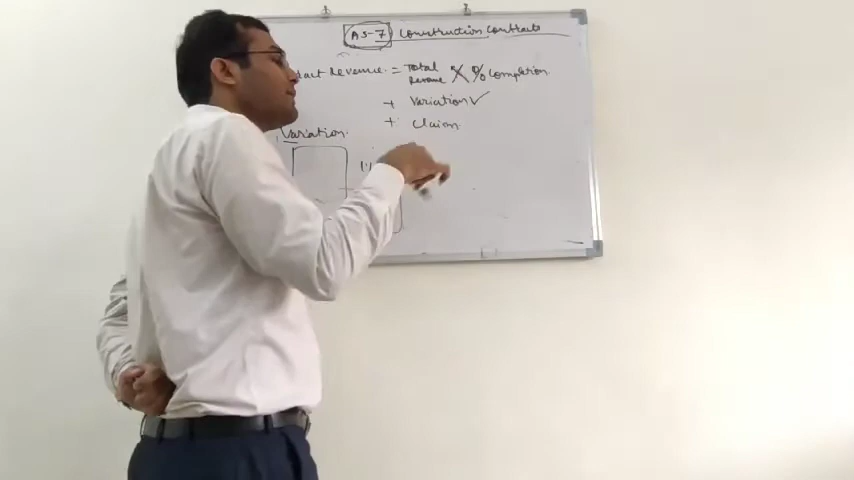 AS-7 Construction Contracts
Revenue = Total Revenue X % Completion
+ Variation ✓
+ Claim
Variation